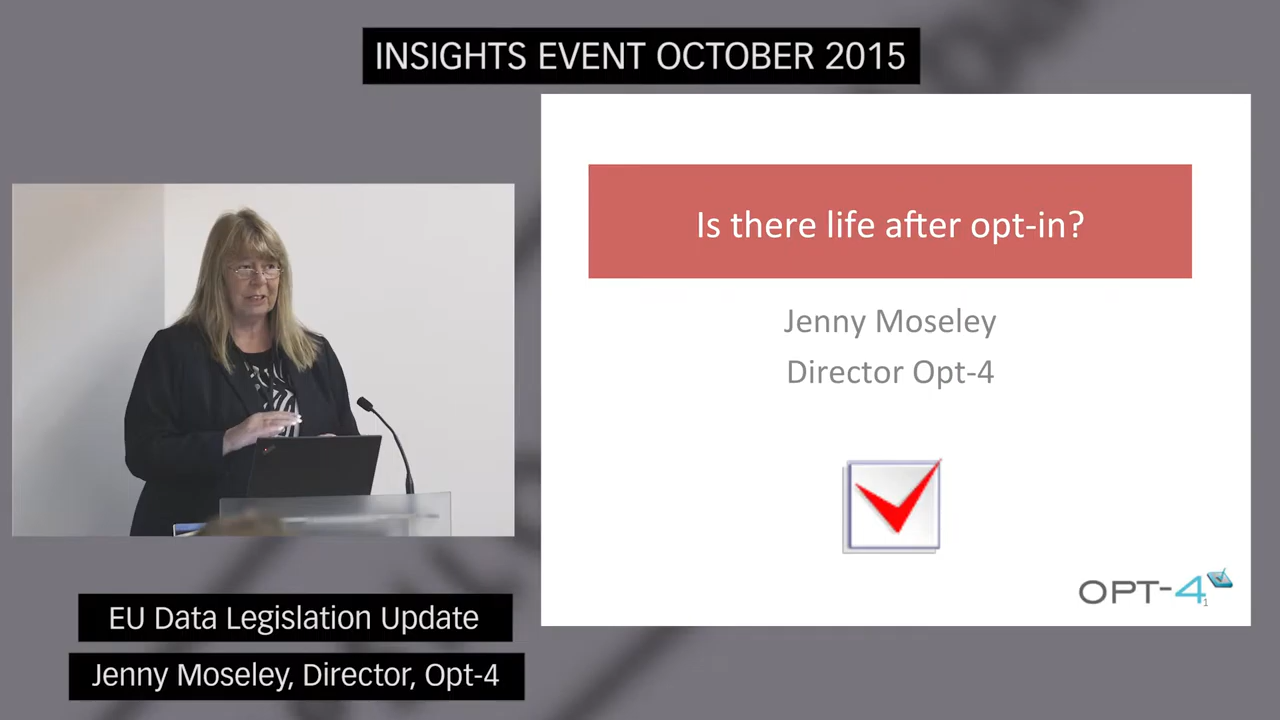 INSIGHTS EVENT OCTOBER 2015
Is there life after opt-in?
Jenny Moseley
Director Opt-4
OPT-4
1
EU Data Legislation Update
Jenny Moseley, Director, Opt-4